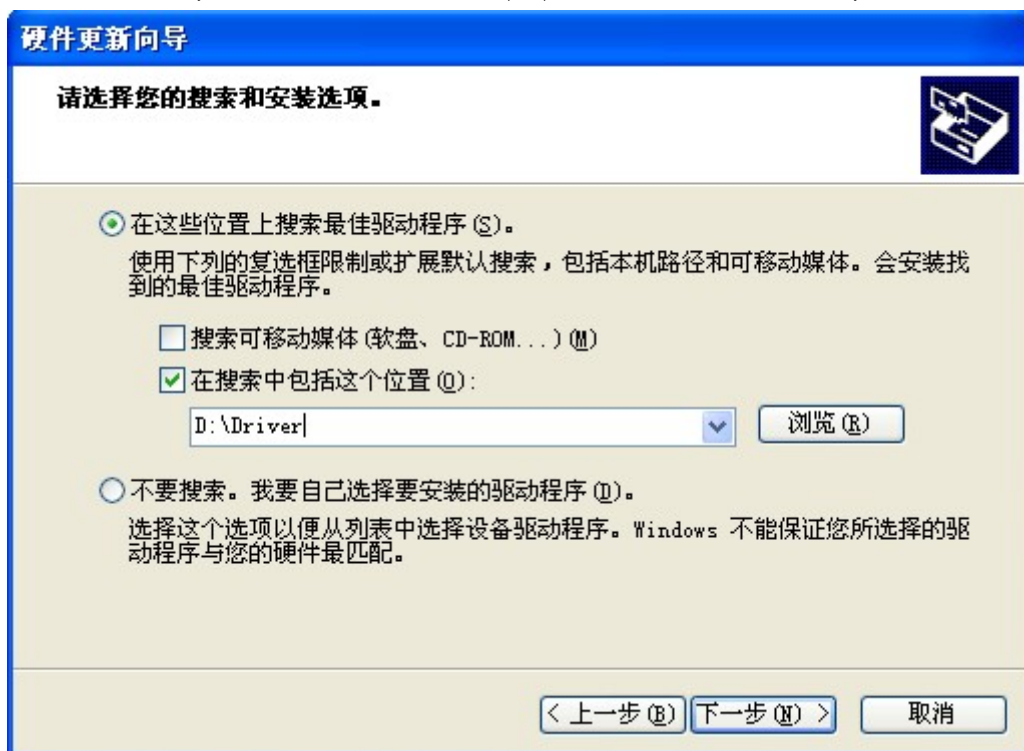 硬件更新向导
请选择您的搜索和安装选项。
在这些位置上搜索最佳驱动程序(S)。
使用下列的复选框限制或扩展默认搜索，包括本机路径和可移动媒体。会安装找
到的最佳驱动程序。
搜索可移动媒体(软盘、CD-ROM...)(M)
在搜索中包括这个位置(O):
D:\Driver
浏览(R)
不要搜索。我要自己选择要安装的驱动程序(D)。
选择这个选项以便从列表中选择设备驱动程序。Windows 不能保证您所选择的驱
动程序与您的硬件最匹配。
< 上一步(B) 下一步(N) > 取消